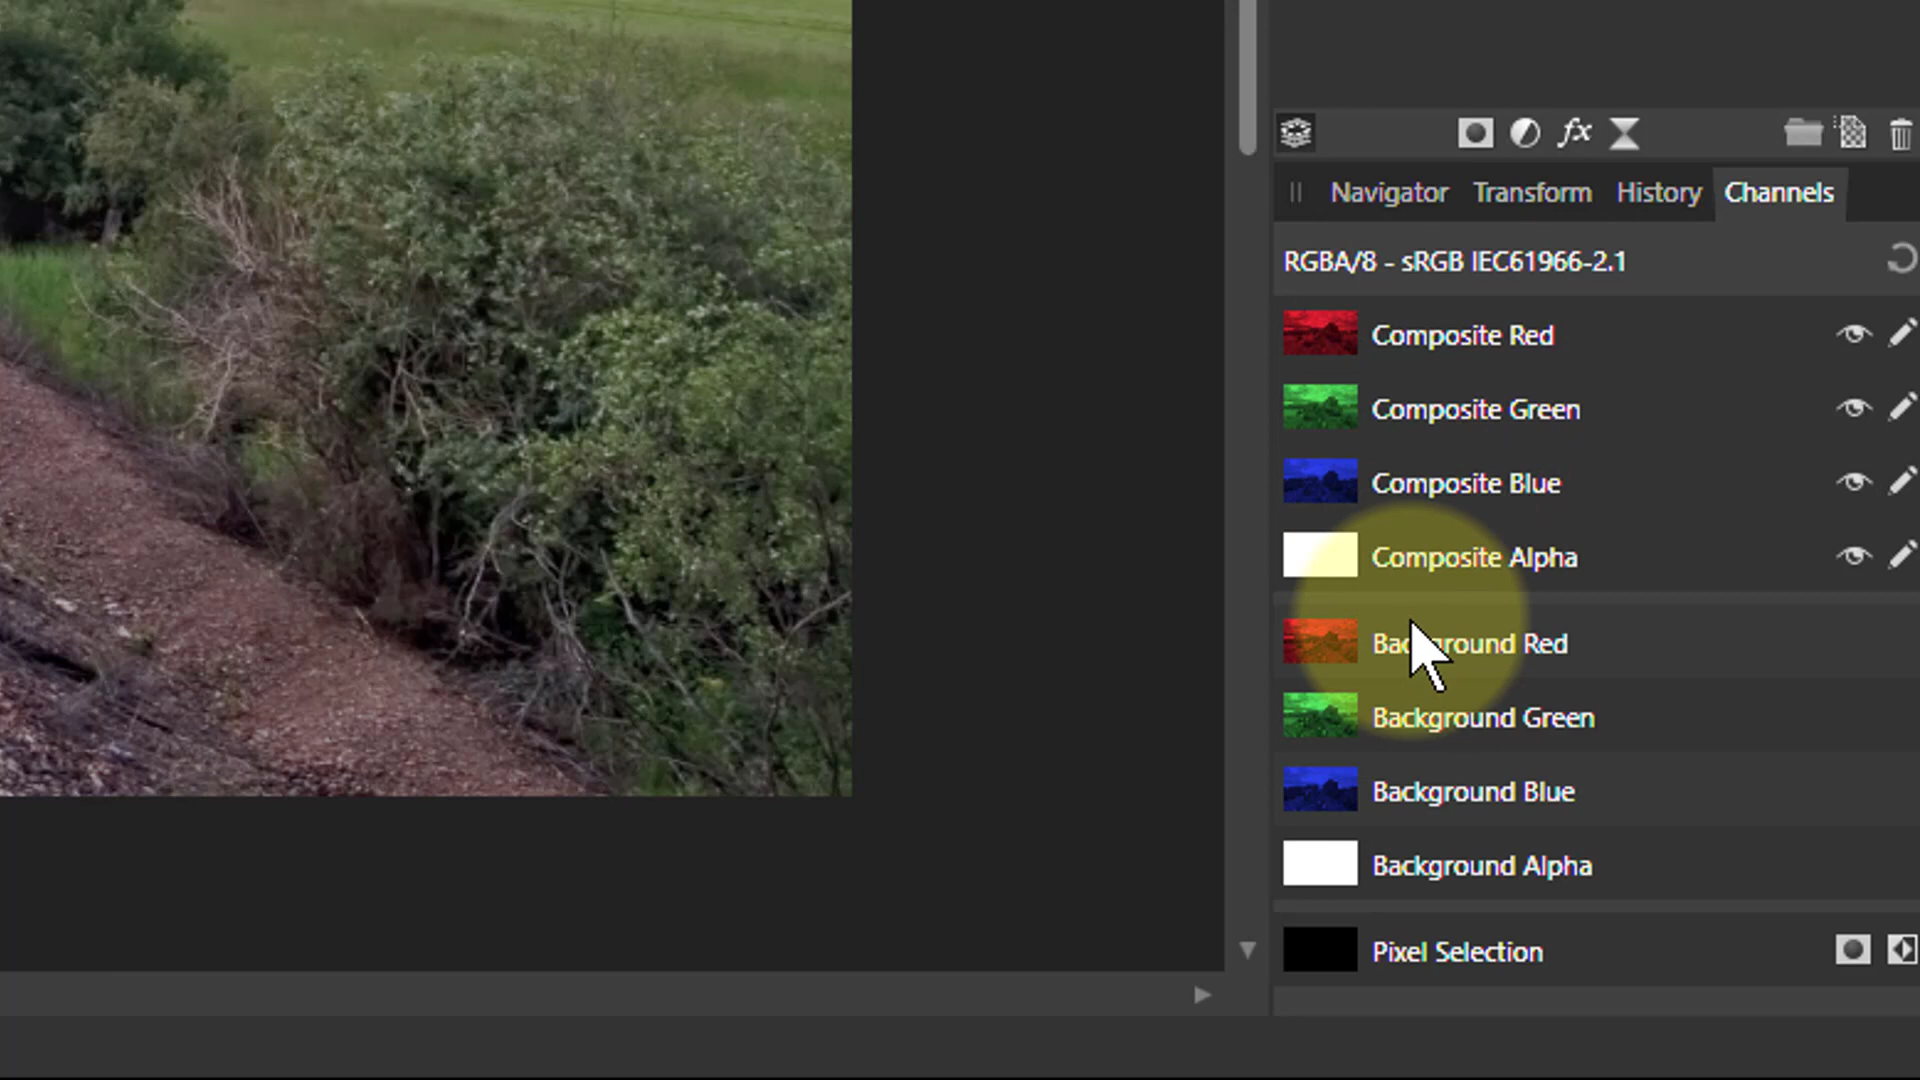 fx
Navigator Transform History Channels
RGBA/8 - sRGB IEC61966-2.1
Composite Red
Composite Green
Composite Blue
Composite Alpha
Background Red
Background Green
Background Blue
Background Alpha
Pixel Selection